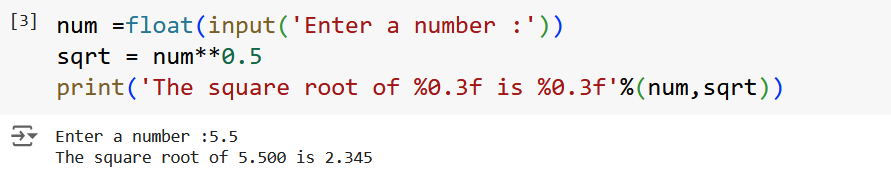 [3] num =float(input('Enter a number :'))
sqrt = num**0.5
print('The square root of %0.3f is %0.3f'%(num,sqrt))
Enter a number :5.5
The square root of 5.500 is 2.345